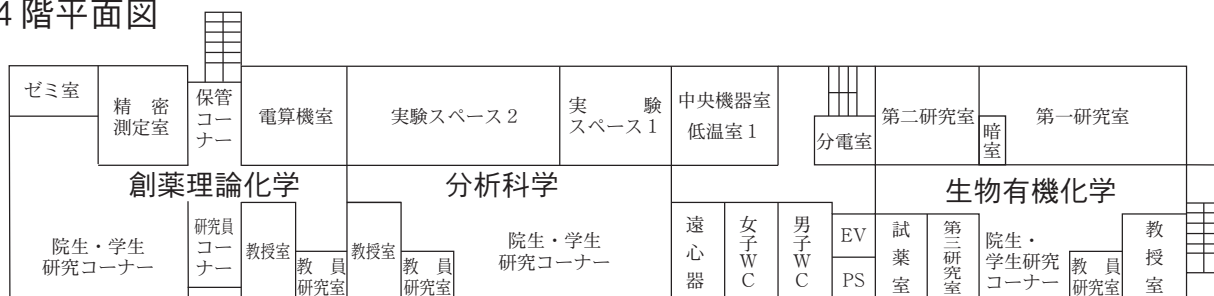 4階平面図
ゼミ室
精 密
測定室
保管
コー
ナー
電算機室
実験スペース2
実 験
スペース1
中央機器室
低温室1
分電室
第二研究室
暗
室
第一研究室
創薬理論化学
分析科学
生物有機化学
院生・学生
研究コーナー
研究員
コー
ナー
教授室
教 員
研究室
教授室
教 員
研究室
院生・学生
研究コーナー
遠
心
器
女
子
W
C
男
子
W
C
EV
PS
試
薬
室
第
三
研
究
室
院生・
学生研究
コーナー
教 員
研究室
教
授
室